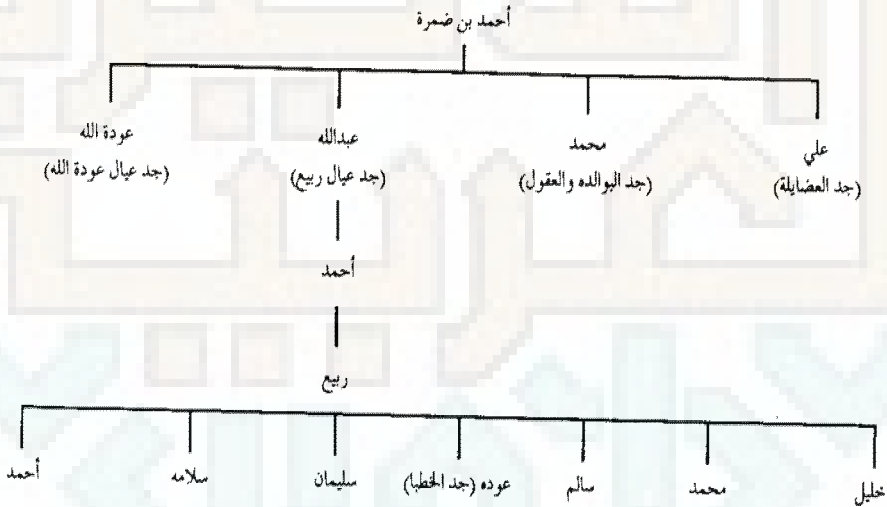 أحمد بن ضمرة
علي
(جد العضايلة)
محمد
(جد البوالده والعقول)
عبدالله
(جد عيال ربيع)
عودة الله
(جد عيال عودة الله)
أحمد
ربيع
خليل
محمد
سالم
عوده (جد الخطبا)
سليمان
سلامه
أحمد